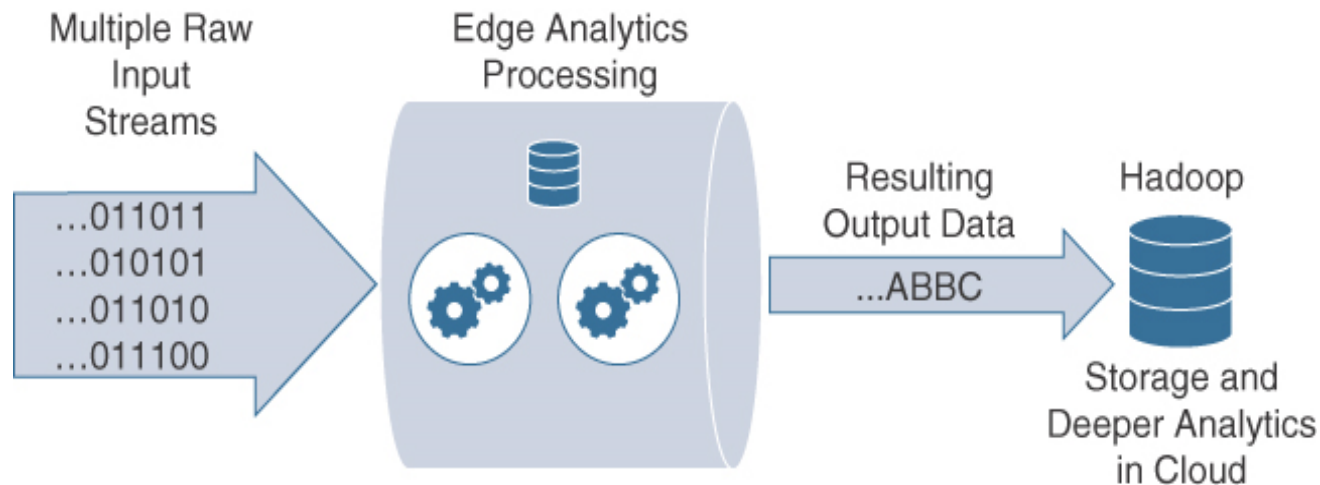 Multiple Raw
Input
Streams
...011011
...010101
...011010
...011100
Edge Analytics
Processing
Resulting
Output Data
...ABBC
Hadoop
Storage and
Deeper Analytics
in Cloud